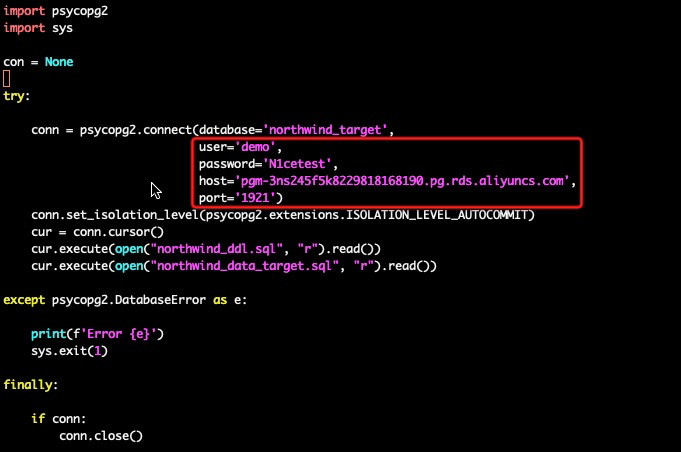 import psycopg2
import sys
con = None
try:
conn = psycopg2.connect(database='northwind_target',
user='demo',
password='N1cetest',
host='pgm-3ns245f5k8229818168190.pg.rds.aliyuncs.com',
port='1921')
conn.set_isolation_level(psycopg2.extensions.ISOLATION_LEVEL_AUTOCOMMIT)
cur = conn.cursor()
cur.execute(open("northwind_ddl.sql", "r").read())
cur.execute(open("northwind_data_target.sql", "r").read())
except psycopg2.DatabaseError as e:
print(f'Error {e}')
sys.exit(1)
finally:
if conn:
conn.close()